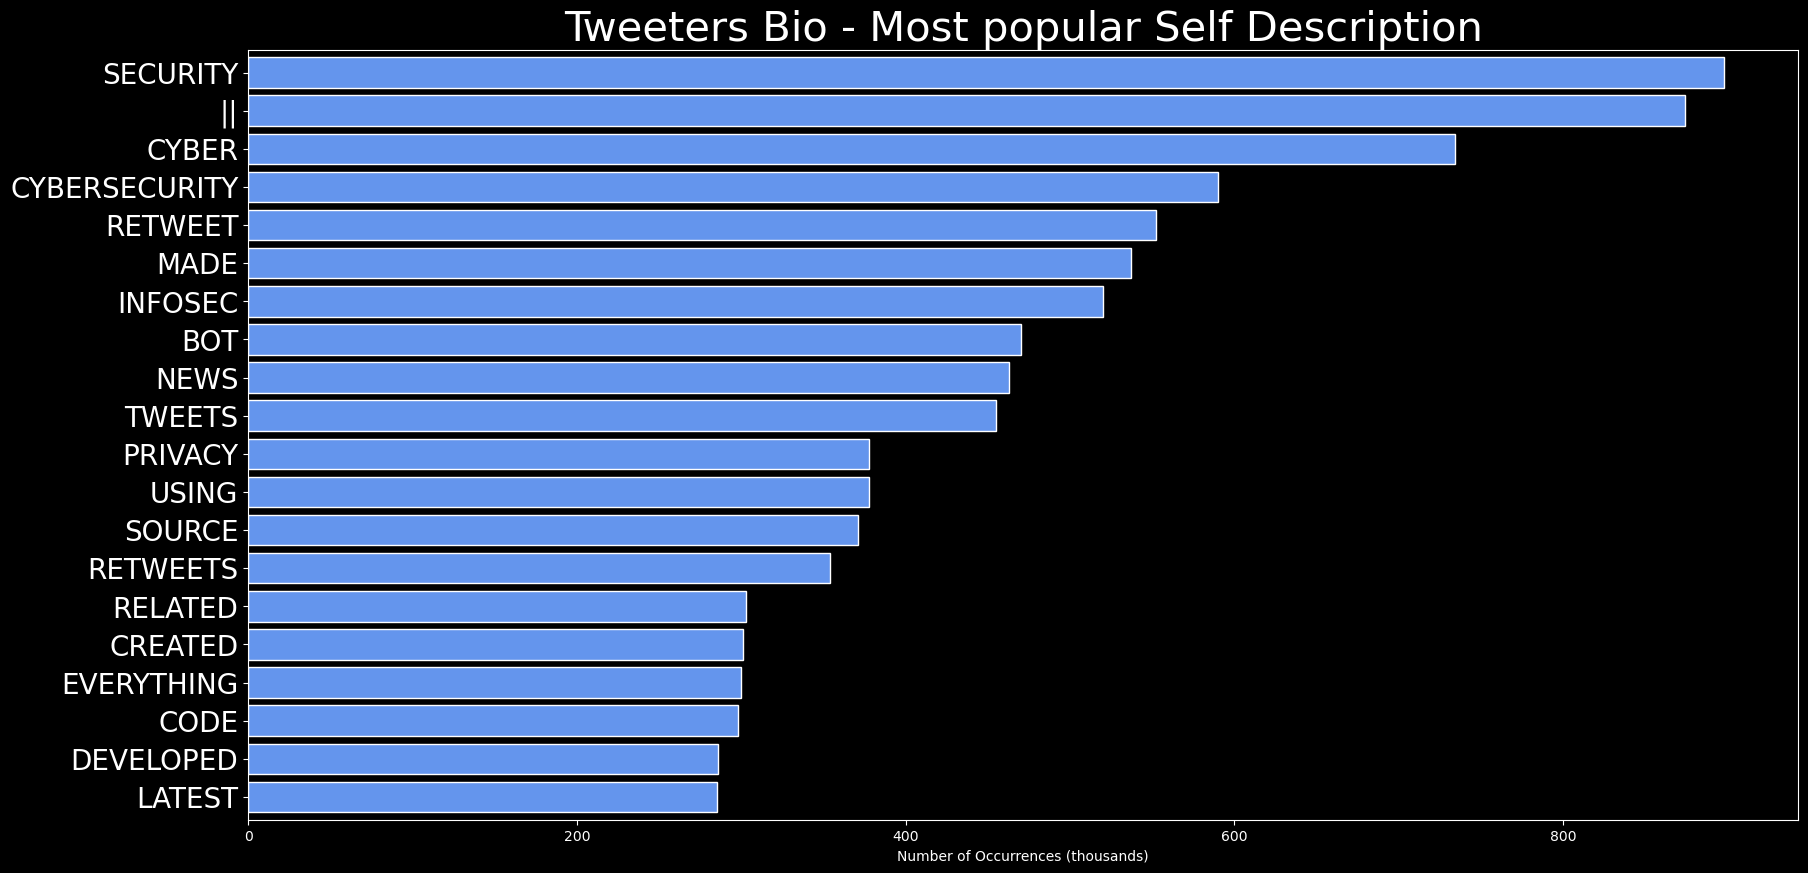 Tweeters Bio - Most popular Self Description
SECURITY
||
CYBER
CYBERSECURITY
RETWEET
MADE
INFOSEC
BOT
NEWS
TWEETS
PRIVACY
USING
SOURCE
RETWEETS
RELATED
CREATED
EVERYTHING
CODE
DEVELOPED
LATEST
0 200 400 600 800
Number of Occurrences (thousands)